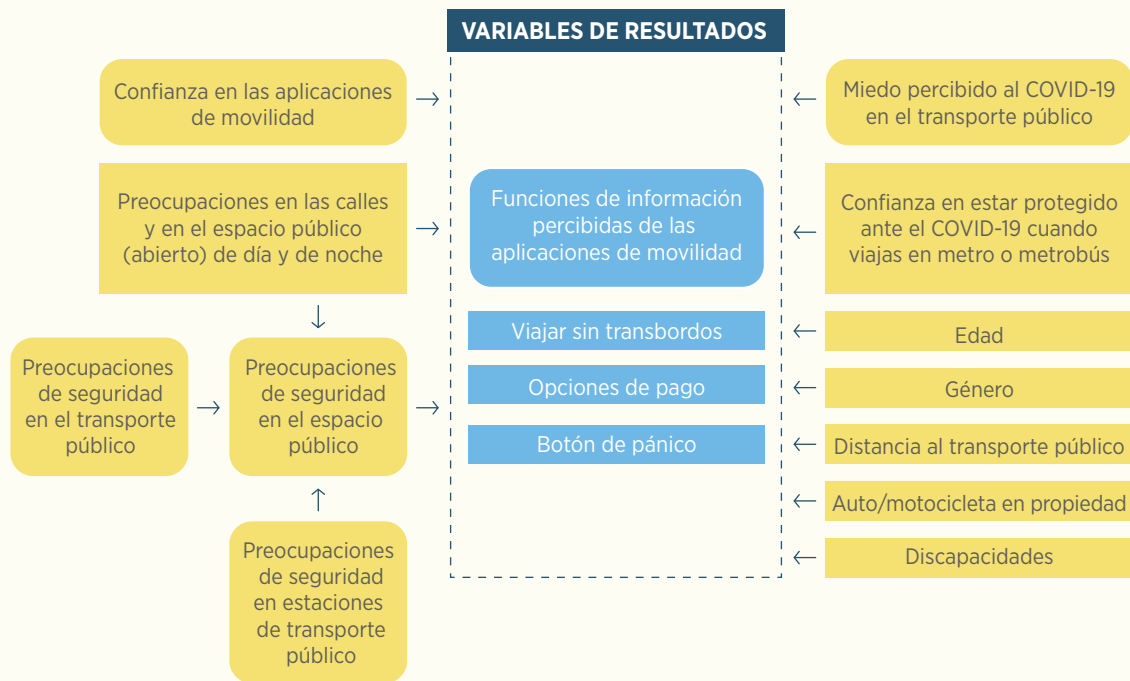 VARIABLES DE RESULTADOS
Confianza en las aplicaciones
de movilidad
Preocupaciones en las calles
y en el espacio público
(abierto) de día y de noche
Preocupaciones
de seguridad
en el transporte
público
Preocupaciones
de seguridad
en el espacio
público
Preocupaciones
de seguridad
en estaciones
de transporte
público
Funciones de información
percibidas de las
aplicaciones de movilidad
Viajar sin transbordos
Opciones de pago
Botón de pánico
Miedo percibido al COVID-19
en el transporte público
Confianza en estar protegido
ante el COVID-19 cuando
viajas en metro o metrobús
Edad
Género
Distancia al transporte público
Auto/motocicleta en propiedad
Discapacidades